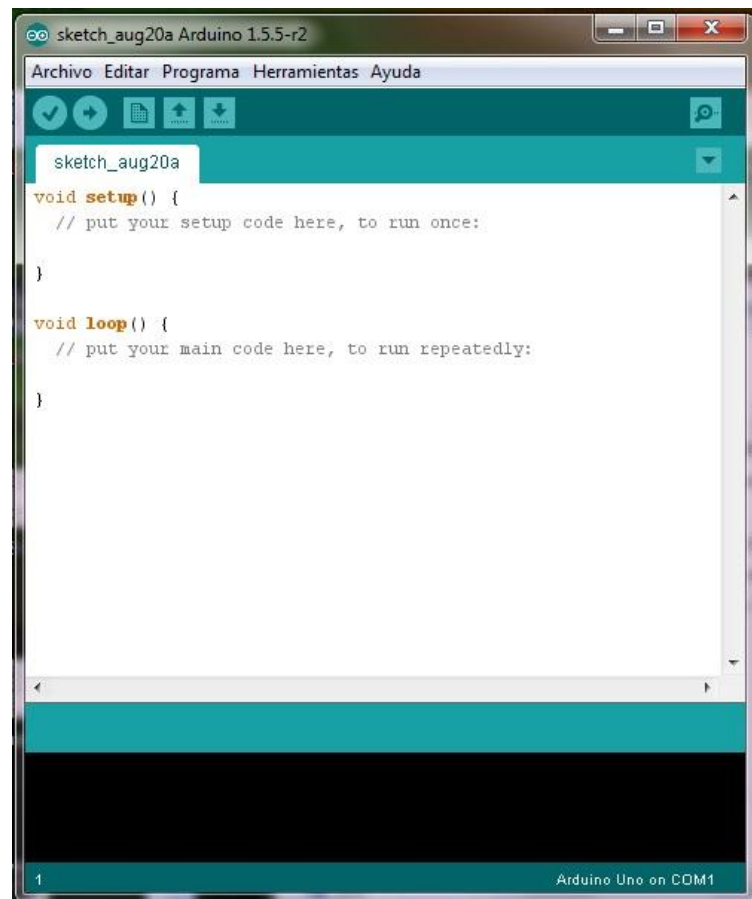 sketch_aug20a Arduino 1.5.5-r2
Archivo Editar Programa Herramientas Ayuda
sketch_aug20a
void setup() {
  // put your setup code here, to run once:
}
void loop() {
  // put your main code here, to run repeatedly:
}
1 Arduino Uno on COM1